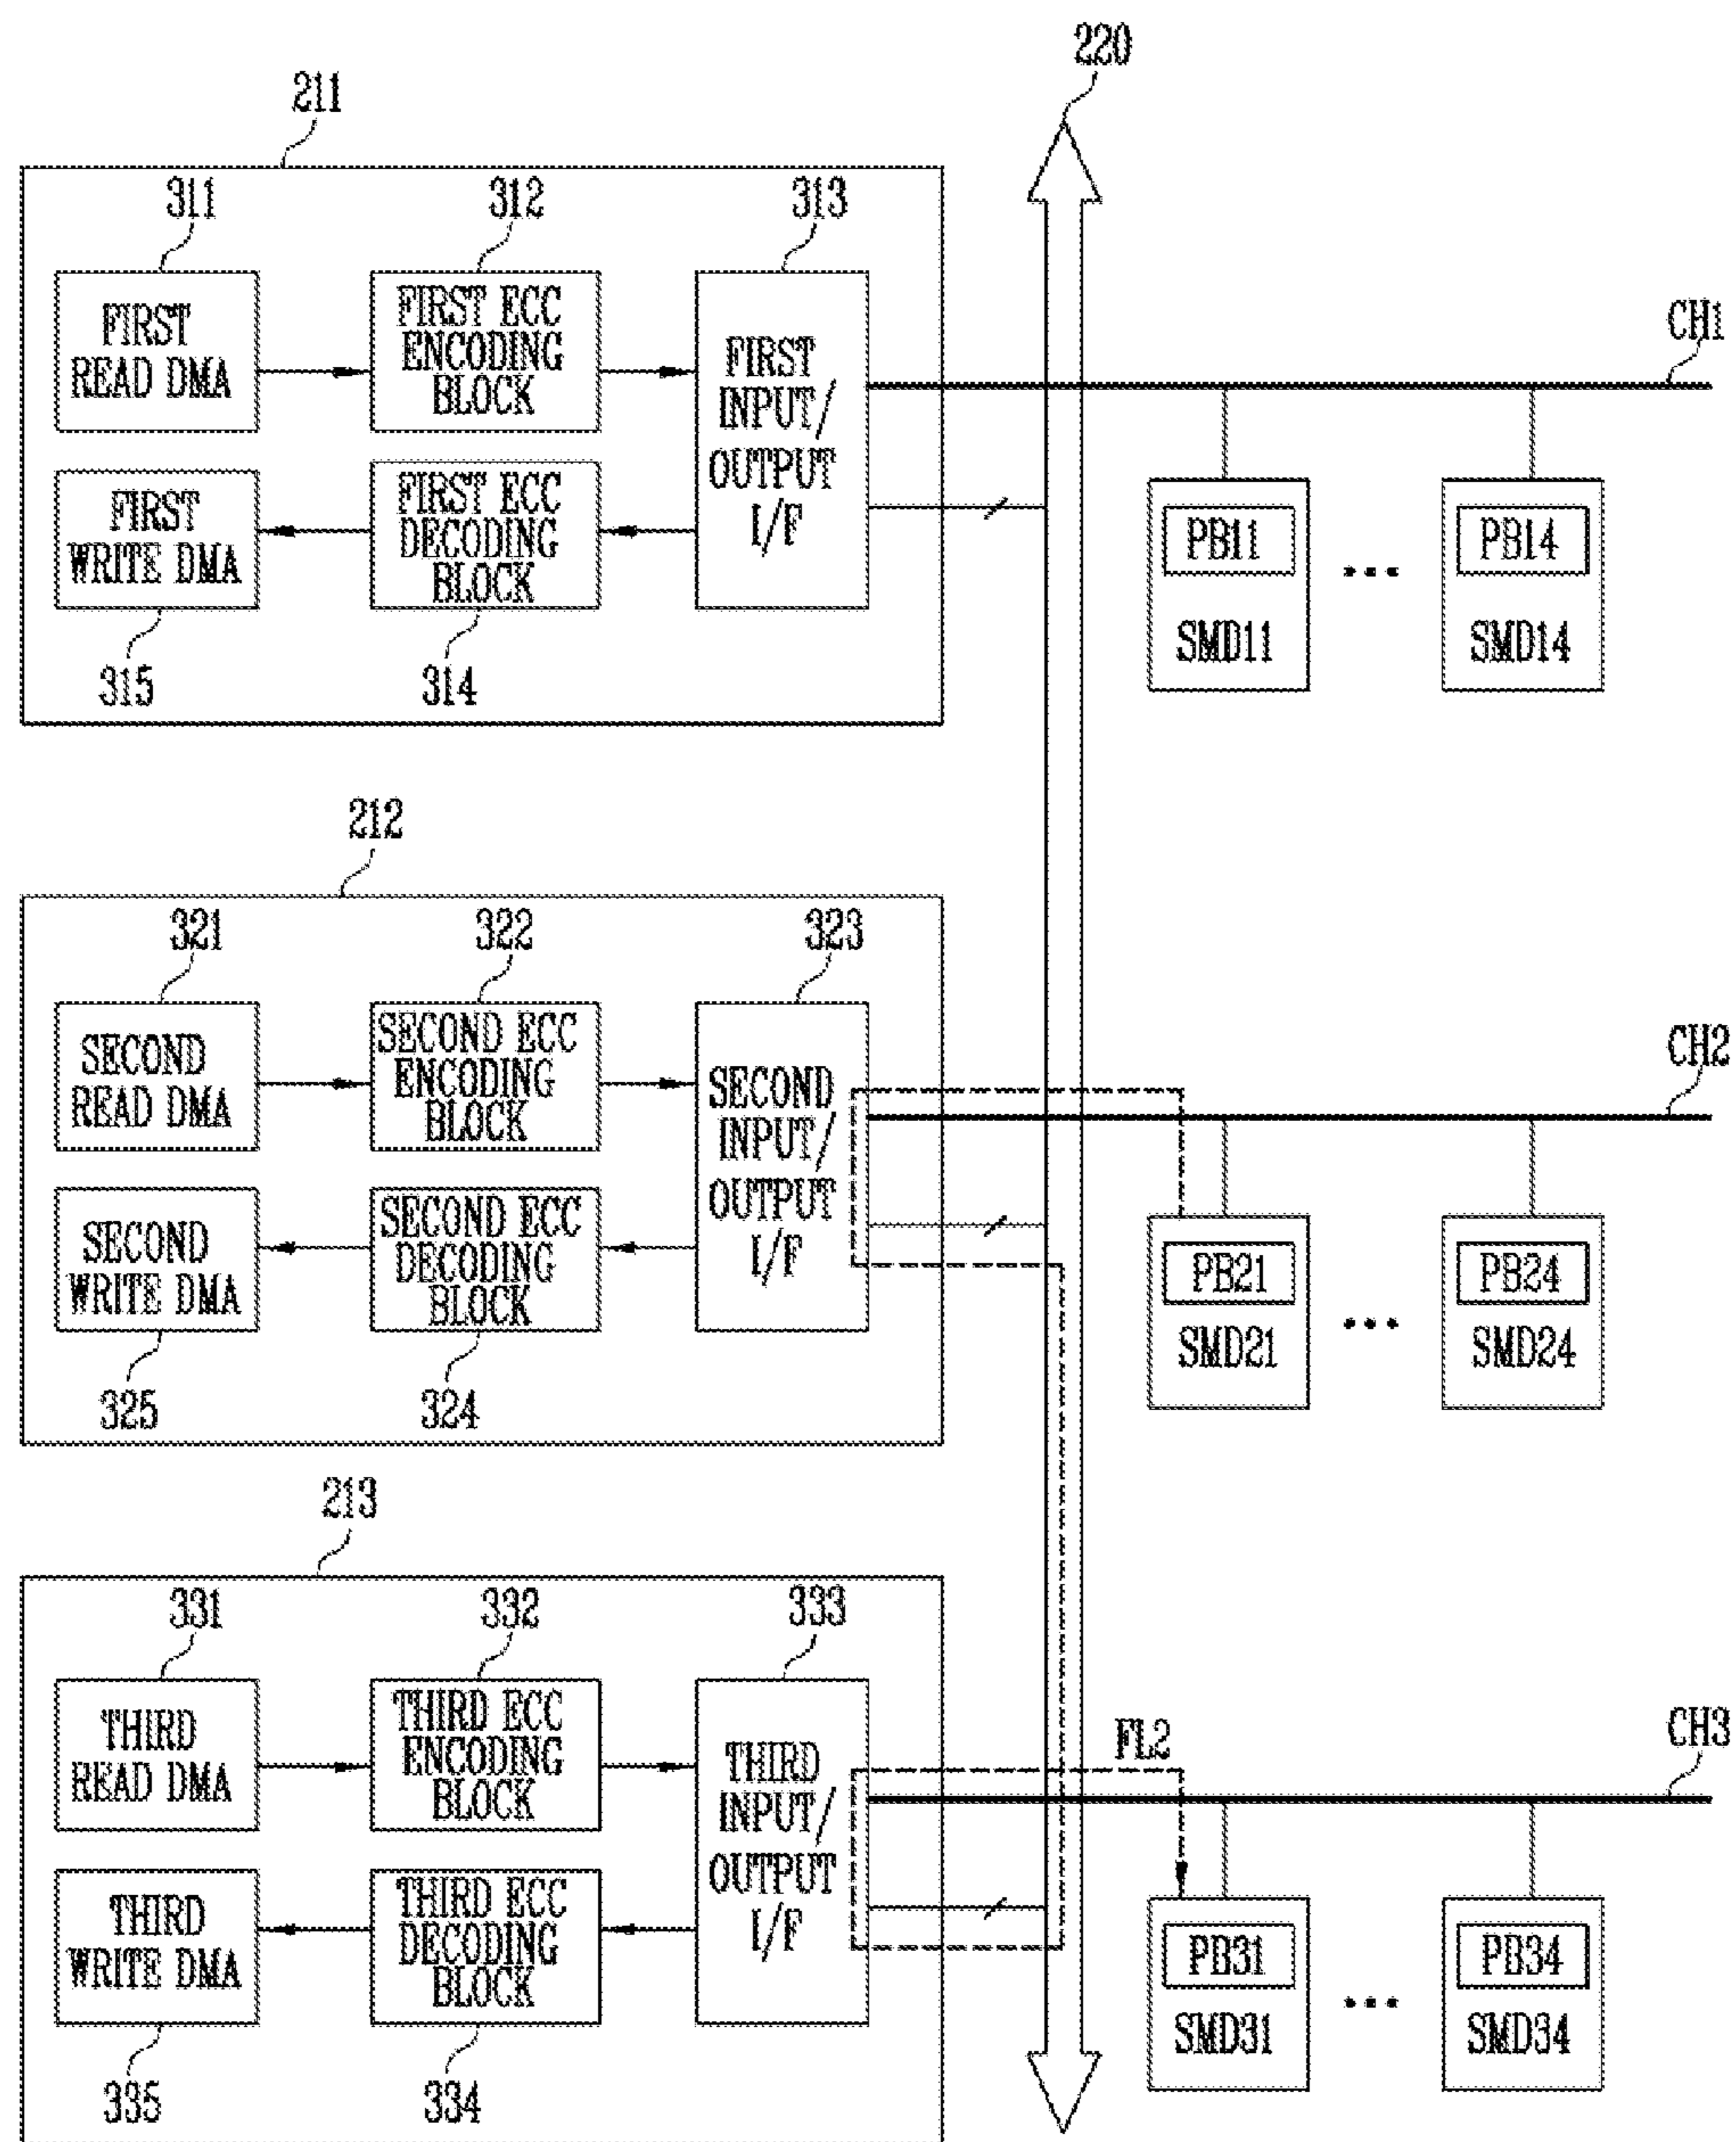 220
211
311
312
313
FIRST
READ DMA
FIRST ECC
ENCODING
BLOCK
FIRST
INPUT/
OUTPUT
I/F
CH1
FIRST
WRITE DMA
FIRST ECC
DECODING
BLOCK
PB11
SMD11
...
PB14
SMD14
315
314
212
321
322
323
SECOND
READ DMA
SECOND ECC
ENCODING
BLOCK
SECOND
INPUT/
OUTPUT
I/F
CH2
SECOND
WRITE DMA
SECOND ECC
DECODING
BLOCK
PB21
SMD21
...
PB24
SMD24
325
324
213
331
332
333
THIRD
READ DMA
THIRD ECC
ENCODING
BLOCK
THIRD
INPUT/
OUTPUT
I/F
FL2
CH3
THIRD
WRITE DMA
THIRD ECC
DECODING
BLOCK
PB31
SMD31
...
PB34
SMD34
335
334